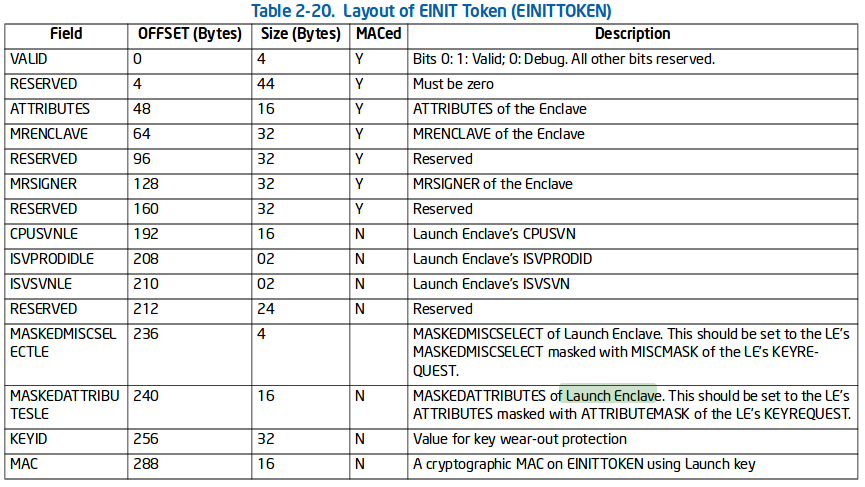 Table 2-20. Layout of EINIT Token (EINITTOKEN)
Field OFFSET (Bytes) Size (Bytes) MACed Description
VALID 0 4 Y Bits 0: 1: Valid; 0: Debug. All other bits reserved.
RESERVED 4 44 Y Must be zero
ATTRIBUTES 48 16 Y ATTRIBUTES of the Enclave
MRENCLAVE 64 32 Y MRENCLAVE of the Enclave
RESERVED 96 32 Y Reserved
MRSIGNER 128 32 Y MRSIGNER of the Enclave
RESERVED 160 32 Y Reserved
CPUSVNLE 192 16 N Launch Enclave's CPUSVN
ISVPRODIDLE 208 02 N Launch Enclave's ISVPRODID
ISVSVNLE 210 02 N Launch Enclave's ISVSVN
RESERVED 212 24 N Reserved
MASKEDMISCSEL 236 4 MASKEDMISCSELECT of Launch Enclave. This should be set to the LE's
ECTLE MASKEDMISCSELECT masked with MISCMASK of the LE's KEYRE-
QUEST.
MASKEDATTRIBU 240 16 N MASKEDATTRIBUTES of Launch Enclave. This should be set to the LE's
TESLE ATTRIBUTES masked with ATTRIBUTEMASK of the LE's KEYREQUEST.
KEYID 256 32 N Value for key wear-out protection
MAC 288 16 N A cryptographic MAC on EINITTOKEN using Launch key